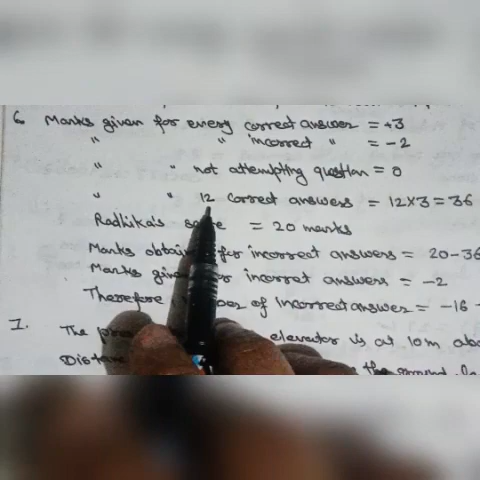 6. Marks given for every correct answer = +3
" " incorrect " = -2
" " not attempting question = 0
" " 12 correct answers = 12×3 = 36
Radhika's = 20 marks
Marks for incorrect answers = 20-36
Marks incorrect answers = -2
Therefore of Incorrect answer = -16
7. The elevator is at 10m
the ground